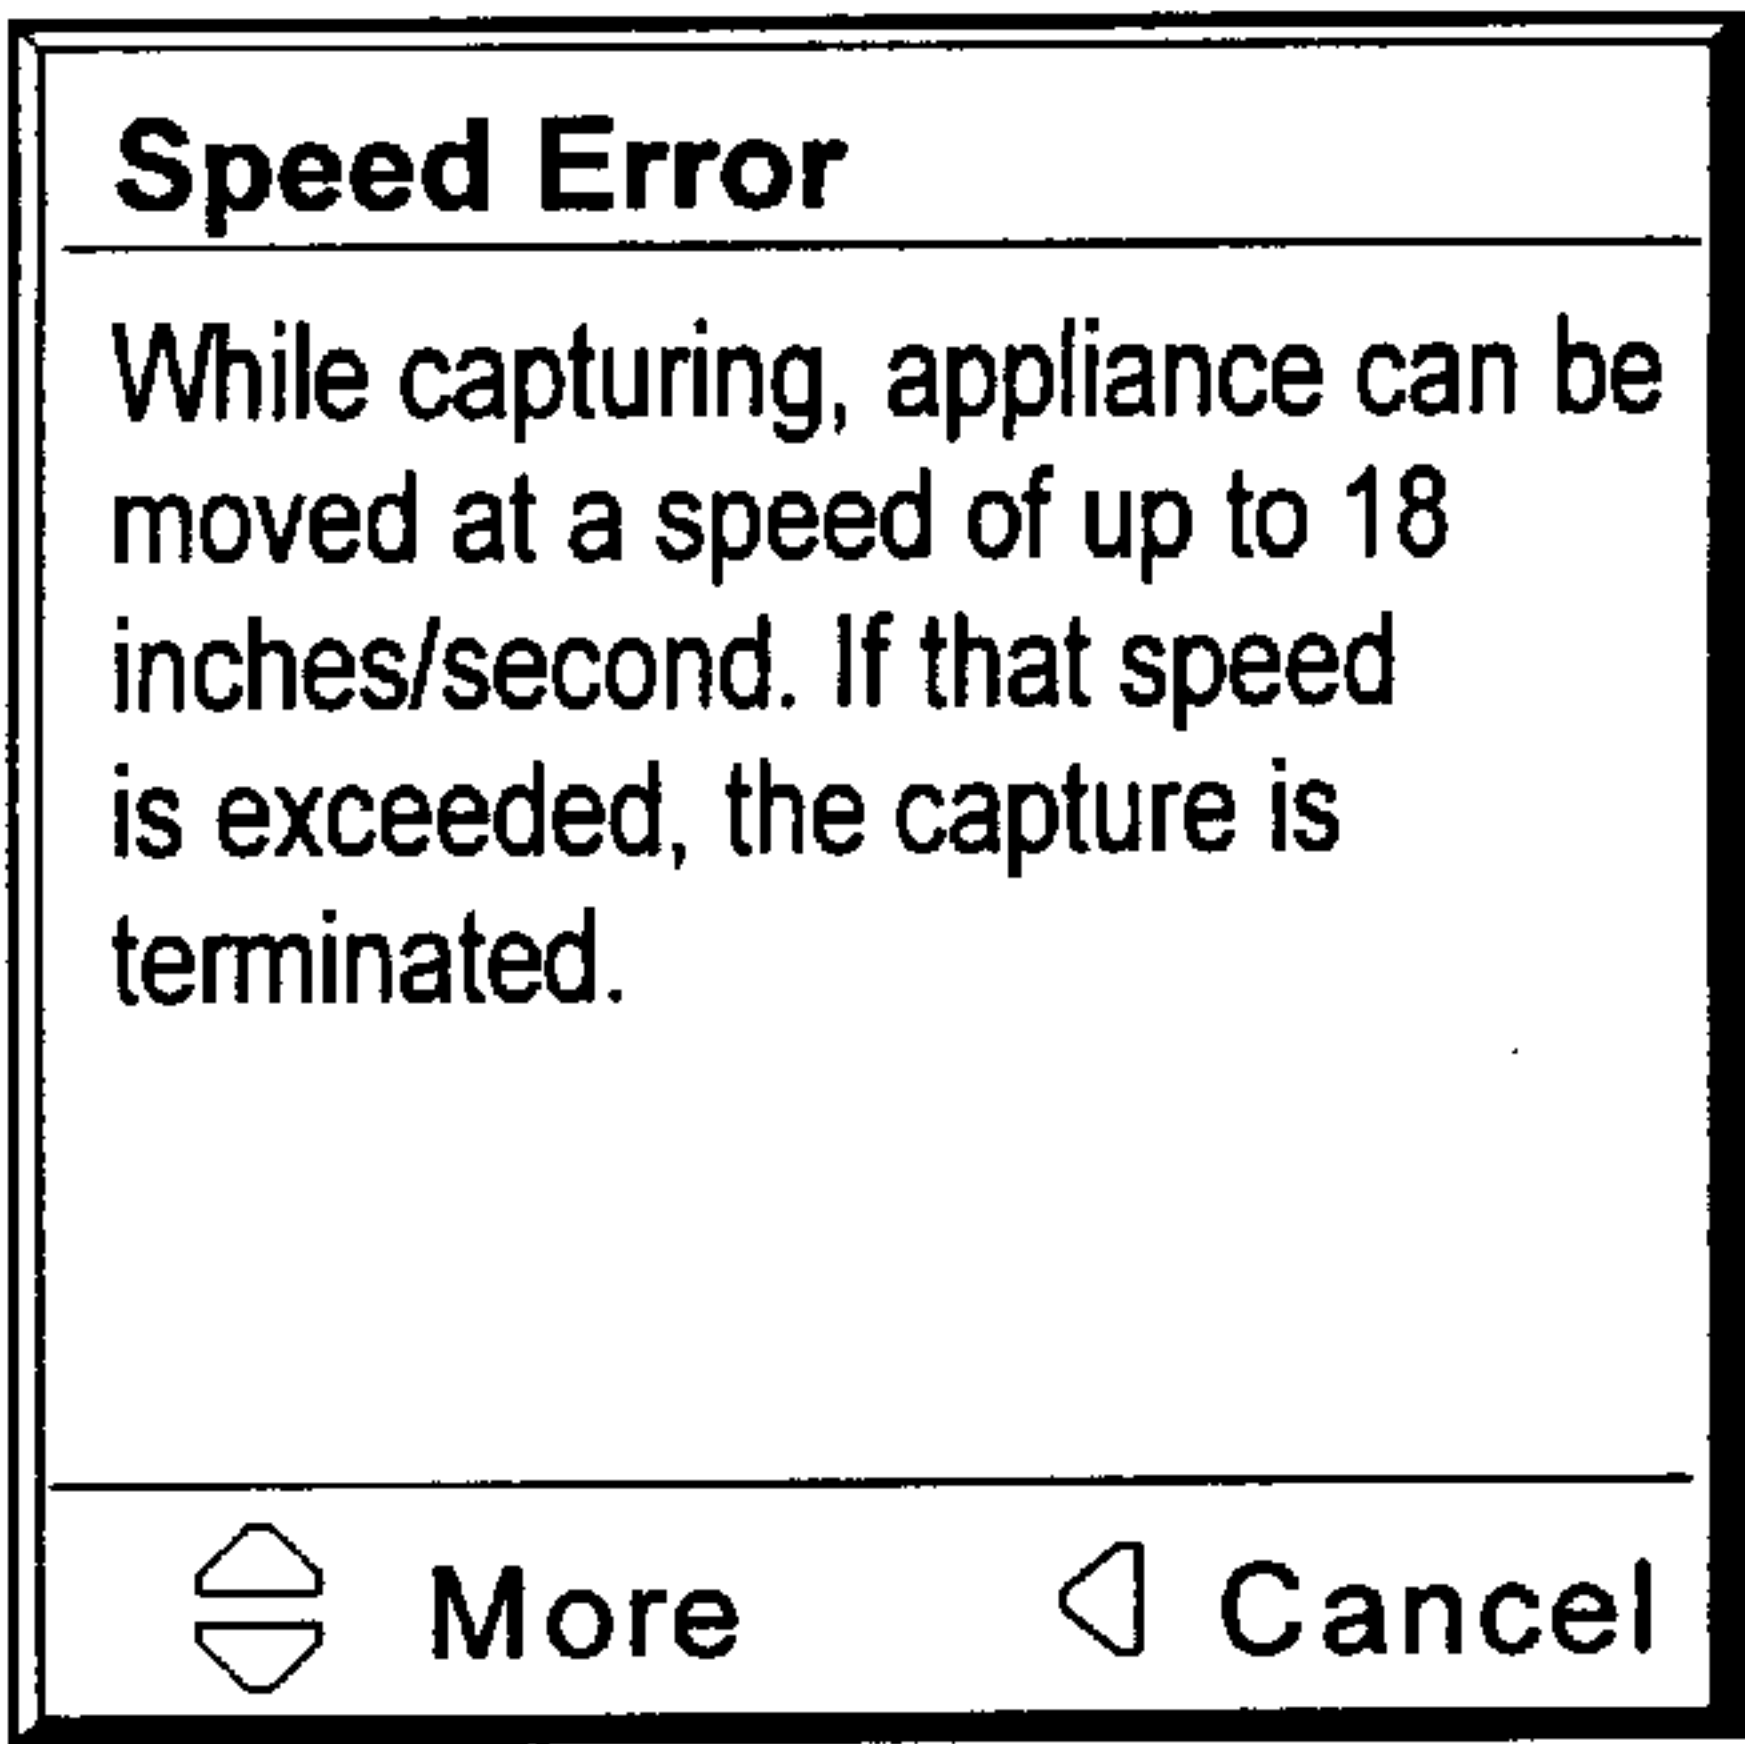 Speed Error
While capturing, appliance can be
moved at a speed of up to 18
inches/second. If that speed
is exceeded, the capture is
terminated.
More
Cancel